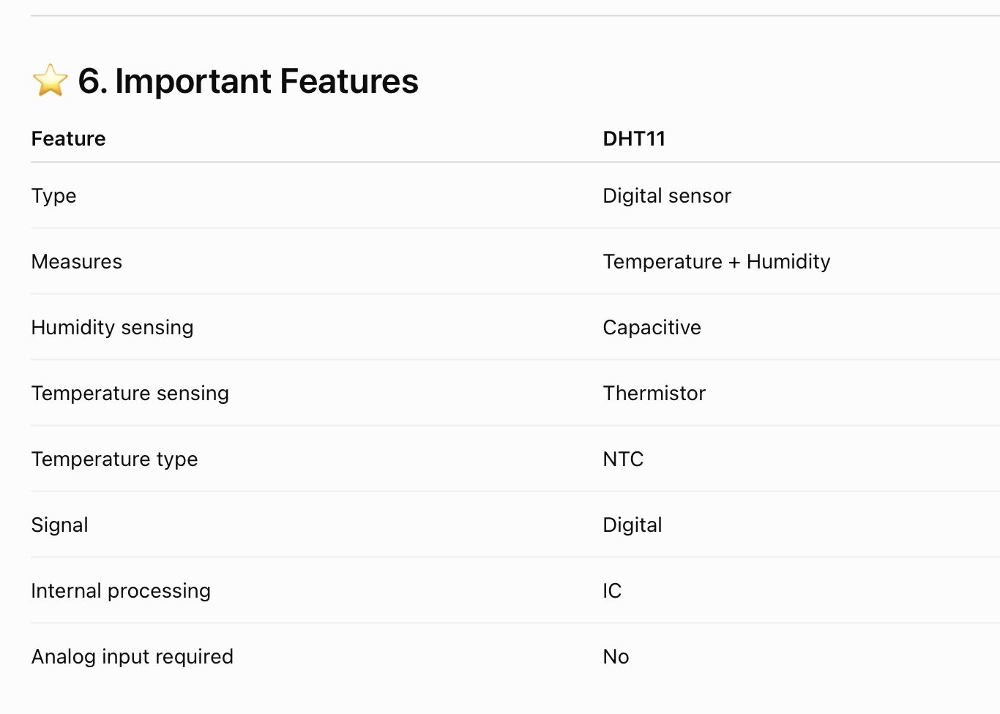 ⭐ 6. Important Features
Feature DHT11
Type Digital sensor
Measures Temperature + Humidity
Humidity sensing Capacitive
Temperature sensing Thermistor
Temperature type NTC
Signal Digital
Internal processing IC
Analog input required No